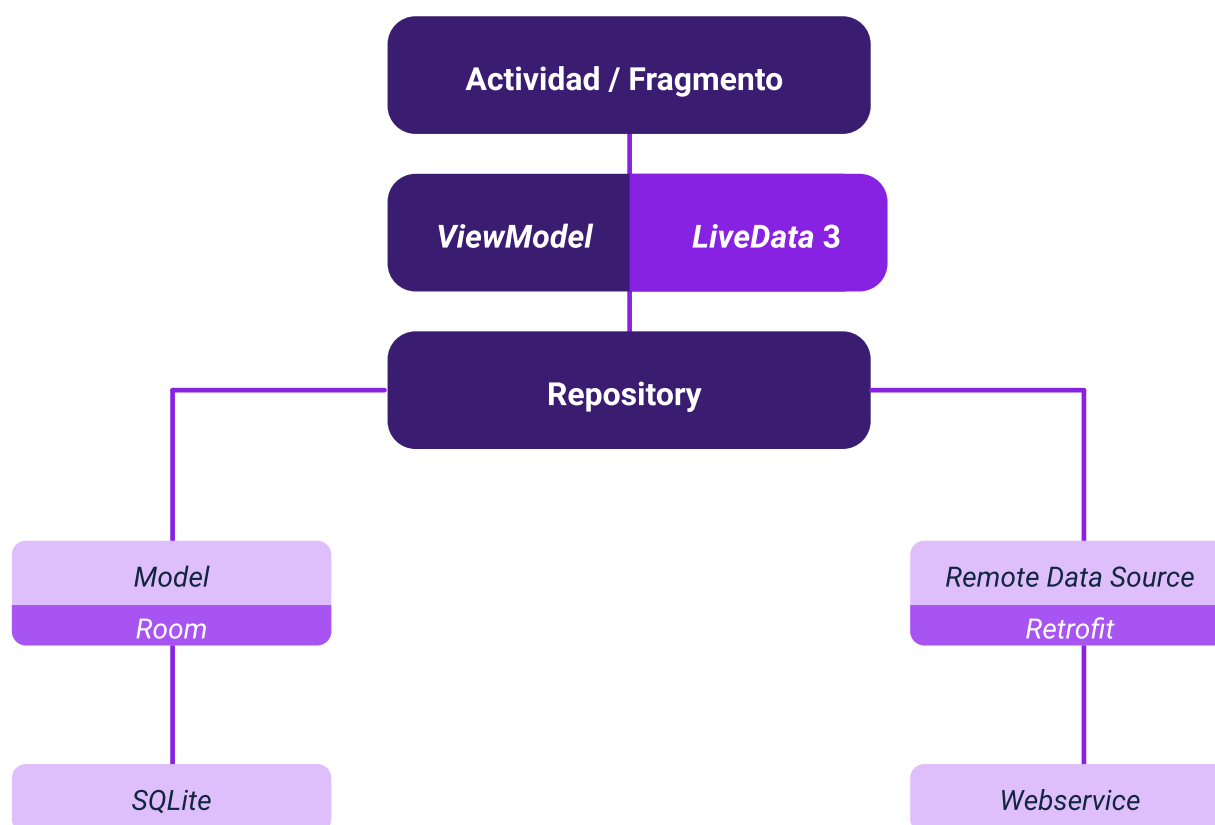 Actividad / Fragmento
ViewModel
LiveData 3
Repository
Model
Room
Remote Data Source
Retrofit
SQLite
Webservice